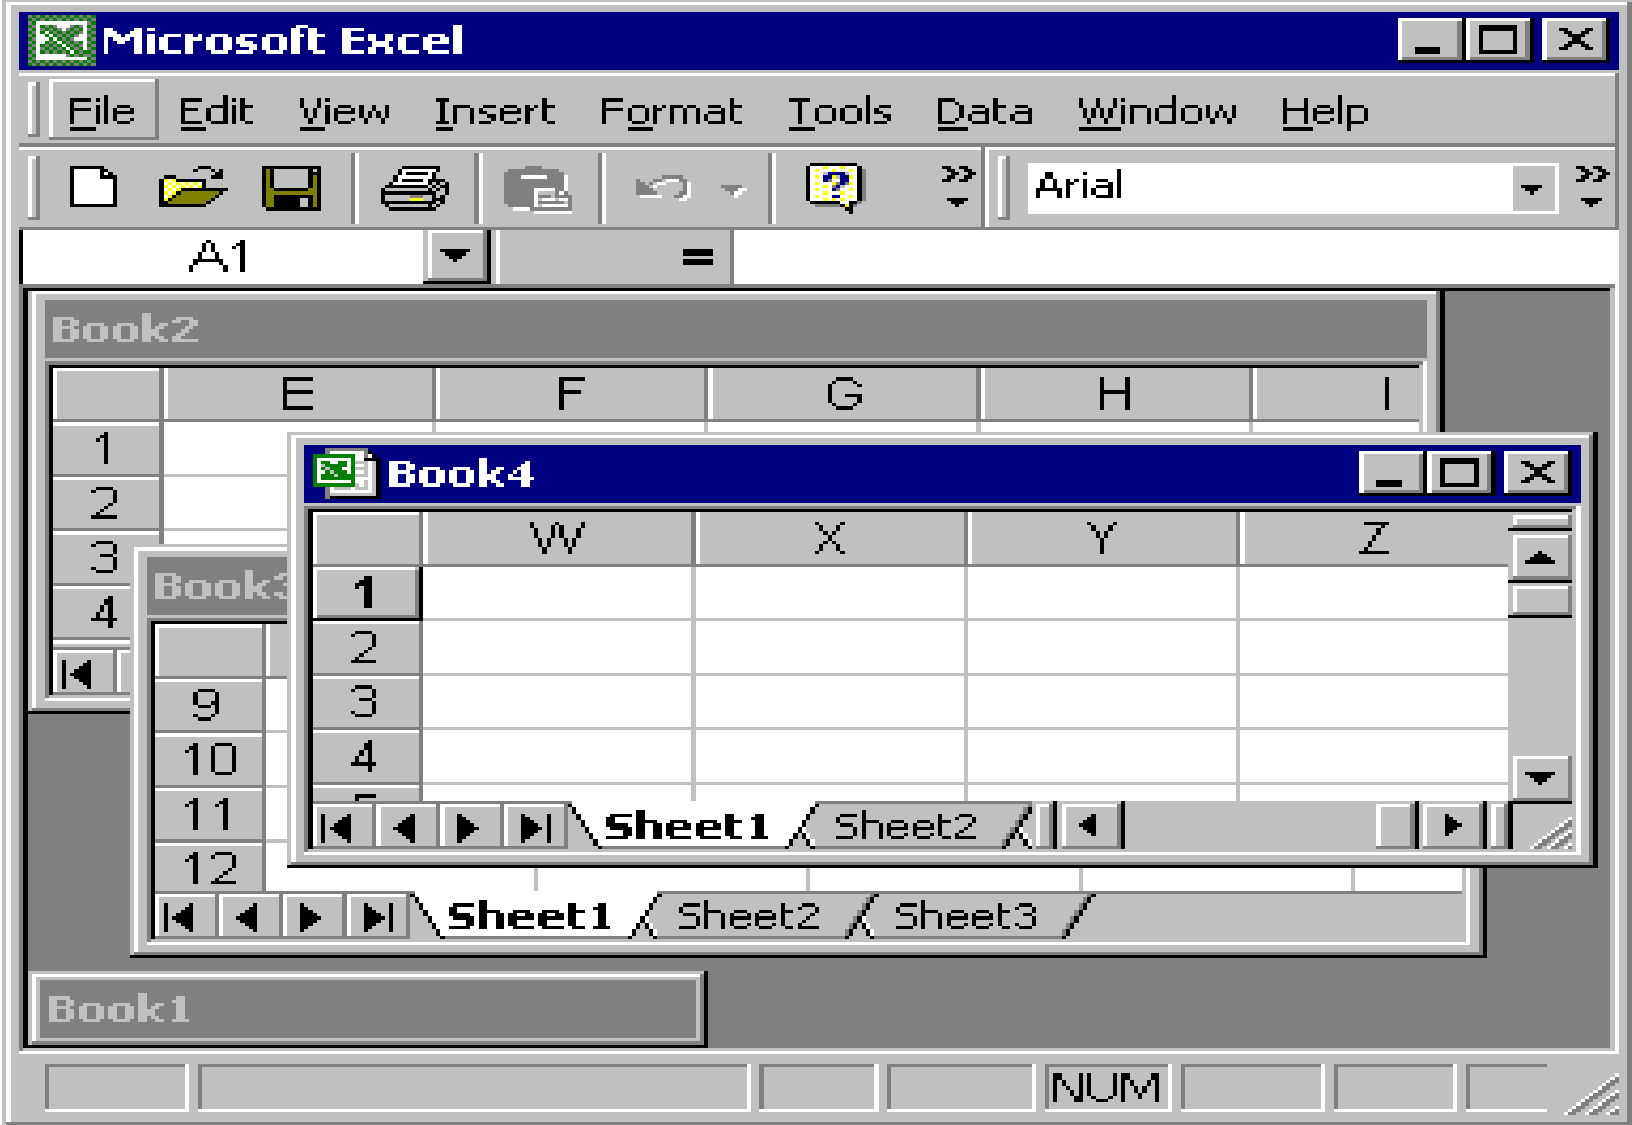 Microsoft Excel
File Edit View Insert Format Tools Data Window Help
Arial
A1 =
Book2
E F G H I
1
2
3
4
Book3
9
10
11
12
Sheet1 Sheet2 Sheet3
Book4
W X Y Z
1
2
3
4
Sheet1 Sheet2
Book1
NUM